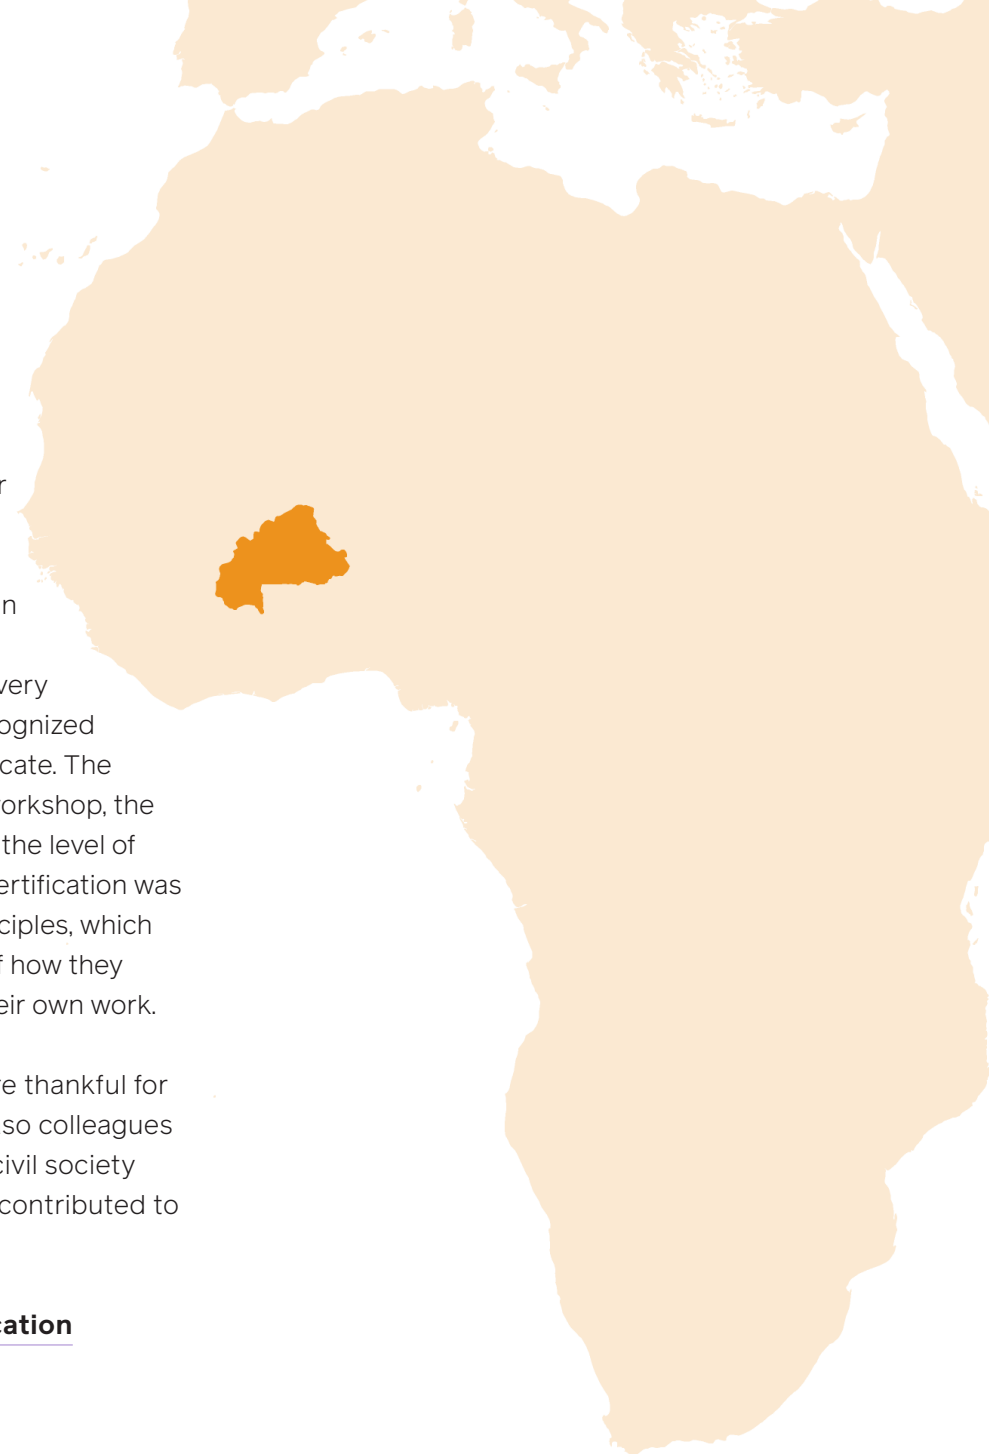 r
n
very
ognized
cate. The
orkshop, the
the level of
ertification was
ciples, which
f how they
eir own work.
e thankful for
so colleagues
civil society
contributed to
cation